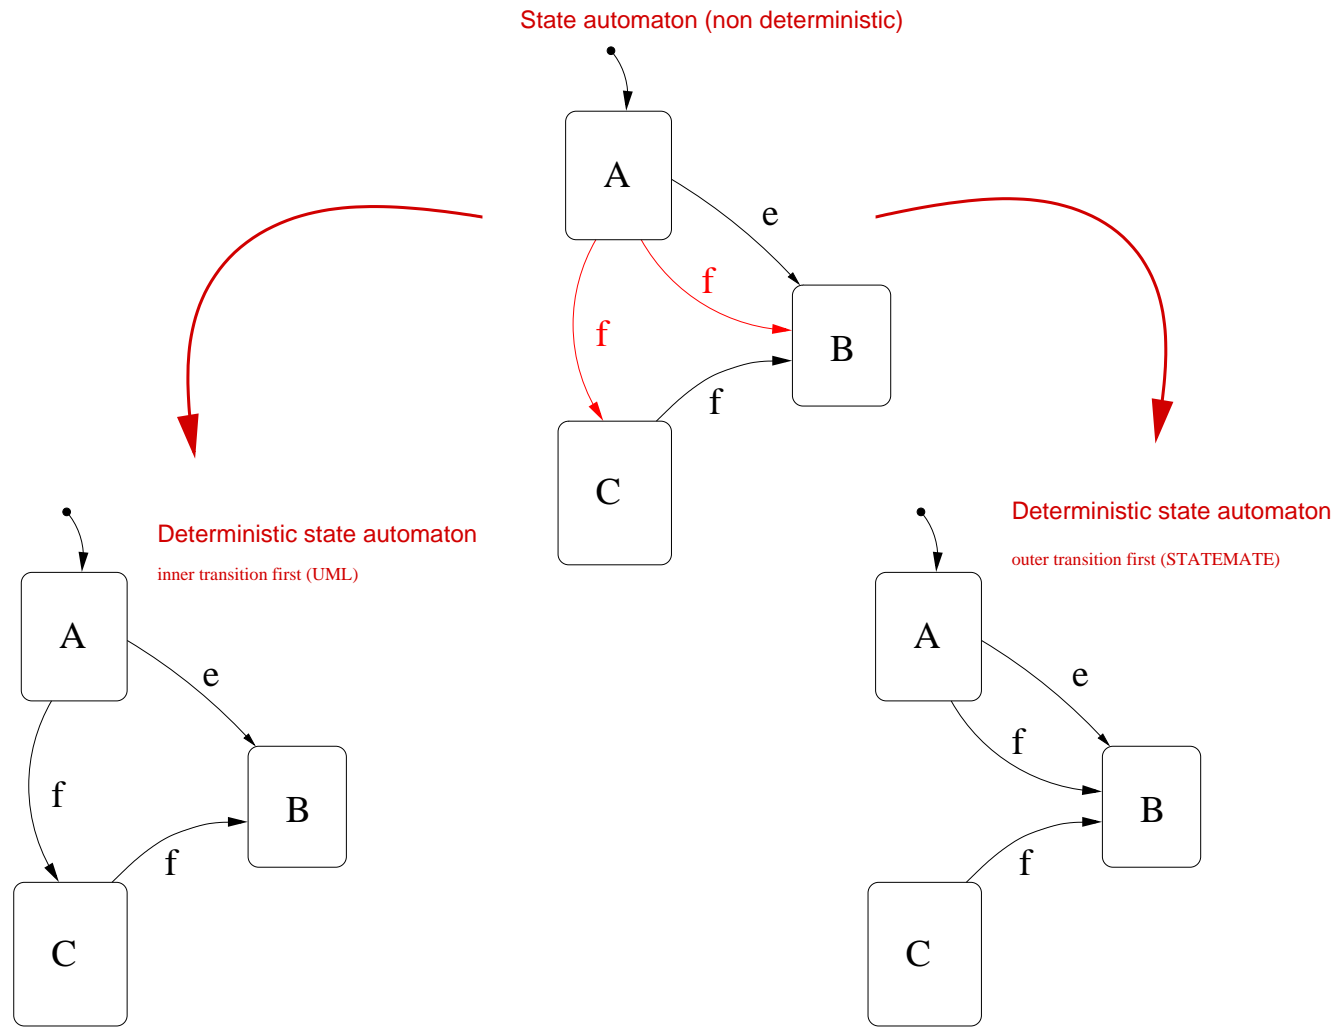 State automaton (non deterministic)
A
e
f
f
B
f
C
Deterministic state automaton
inner transition first (UML)
A
e
f
B
f
C
Deterministic state automaton
outer transition first (STATEMATE)
A
e
f
B
f
C